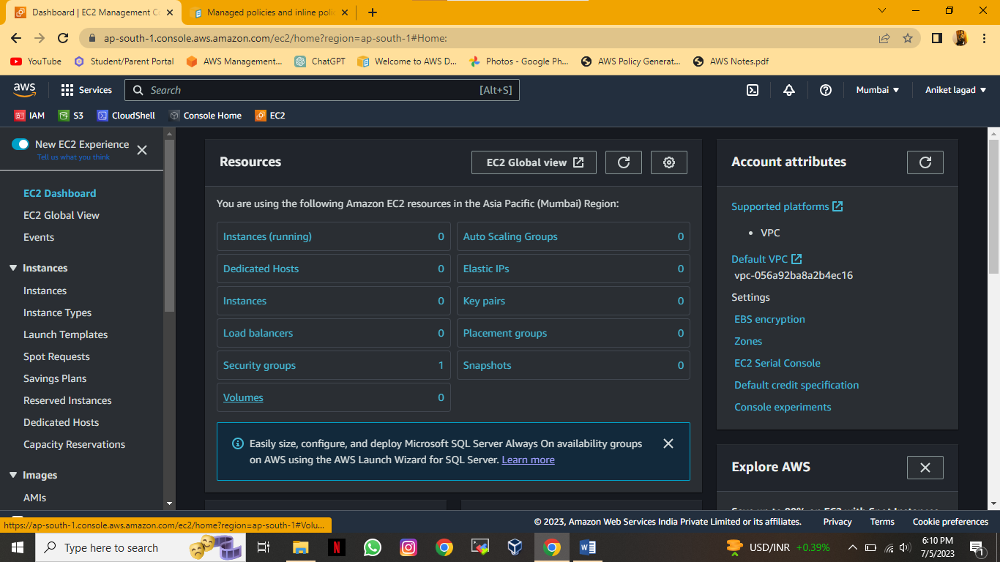 Dashboard | EC2 Management Co
Managed policies and inline polic
ap-south-1.console.aws.amazon.com/ec2/home?region=ap-south-1#Home:
YouTube
Student/Parent Portal
AWS Management...
ChatGPT
Welcome to AWS D...
Photos - Google Ph...
AWS Policy Generat...
AWS Notes.pdf
aws
Services
Search
[Alt+S]
Mumbai
Aniket lagad
IAM
S3
CloudShell
Console Home
EC2
New EC2 Experience
Tell us what you think
EC2 Dashboard
EC2 Global View
Events
Instances
Instances
Instance Types
Launch Templates
Spot Requests
Savings Plans
Reserved Instances
Dedicated Hosts
Capacity Reservations
Images
AMIs
Resources
EC2 Global view
You are using the following Amazon EC2 resources in the Asia Pacific (Mumbai) Region:
Instances (running) 0
Auto Scaling Groups 0
Dedicated Hosts 0
Elastic IPs 0
Instances 0
Key pairs 0
Load balancers 0
Placement groups 0
Security groups 1
Snapshots 0
Volumes 0
Easily size, configure, and deploy Microsoft SQL Server Always On availability groups
on AWS using the AWS Launch Wizard for SQL Server. Learn more
Account attributes
Supported platforms
• VPC
Default VPC
vpc-056a92ba8a2b4ec16
Settings
EBS encryption
Zones
EC2 Serial Console
Default credit specification
Console experiments
Explore AWS
https://ap-south-1.console.aws.amazon.com/ec2/home?region=ap-south-1#Volu...
© 2023, Amazon Web Services India Private Limited or its affiliates.
Privacy
Terms
Cookie preferences
Type here to search
USD/INR +0.39%
6:10 PM
7/5/2023
1